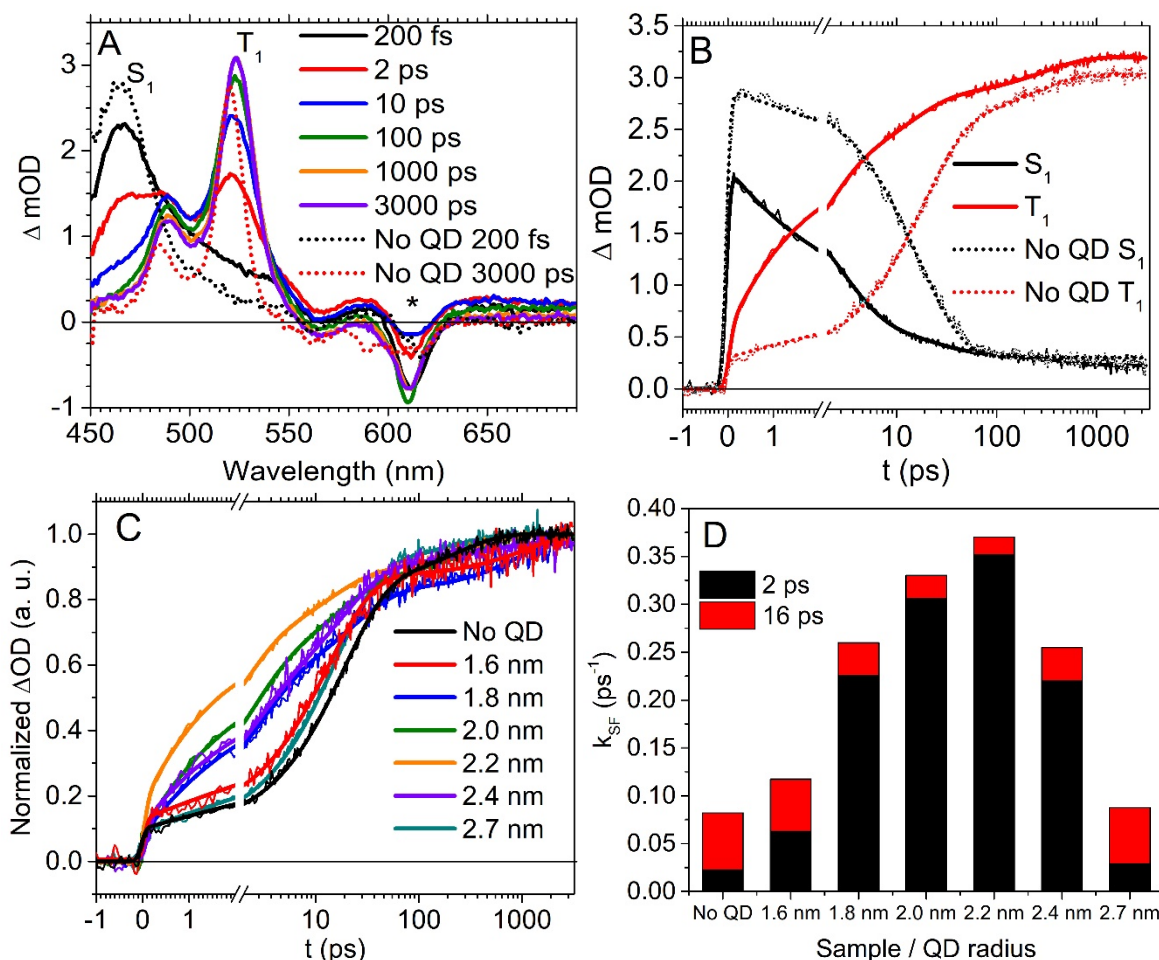 A
S1
T1
200 fs
2 ps
10 ps
100 ps
1000 ps
3000 ps
No QD 200 fs
No QD 3000 ps
*
3
2
1
0
-1
450 500 550 600 650
Δ mOD
Wavelength (nm)
B
3.5
3.0
2.5
2.0
1.5
1.0
0.5
0.0
S1
T1
No QD S1
No QD T1
-1 0 1 10 100 1000
Δ mOD
t (ps)
C
1.0
0.8
0.6
0.4
0.2
0.0
No QD
1.6 nm
1.8 nm
2.0 nm
2.2 nm
2.4 nm
2.7 nm
-1 0 1 10 100 1000
Normalized ΔOD (a. u.)
t (ps)
D
0.40
0.35
0.30
0.25
0.20
0.15
0.10
0.05
0.00
2 ps
16 ps
kSF (ps-1)
No QD 1.6 nm 1.8 nm 2.0 nm 2.2 nm 2.4 nm 2.7 nm
Sample / QD radius